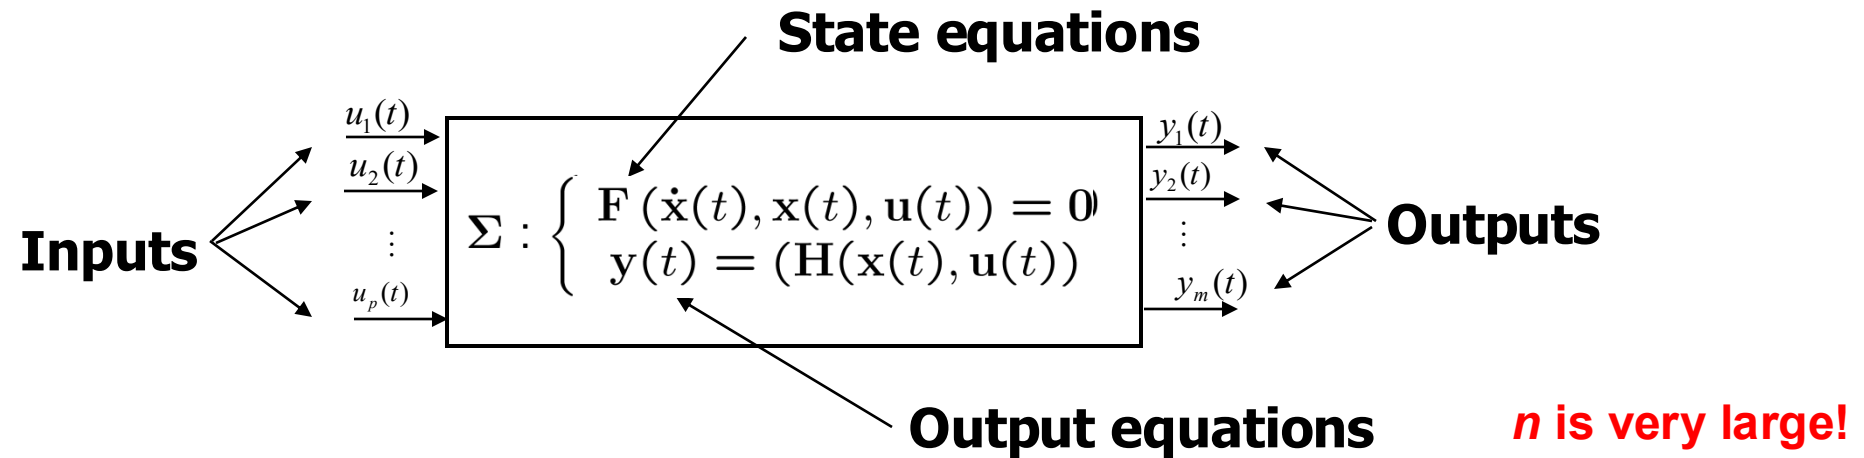 State equations
u₁(t)
u₂(t)
⋮
uₚ(t)
Inputs
Σ : {
F (ẋ(t), x(t), u(t)) = 0)
y(t) = (H(x(t), u(t))
y₁(t)
y₂(t)
⋮
yₘ(t)
Outputs
Output equations
n is very large!